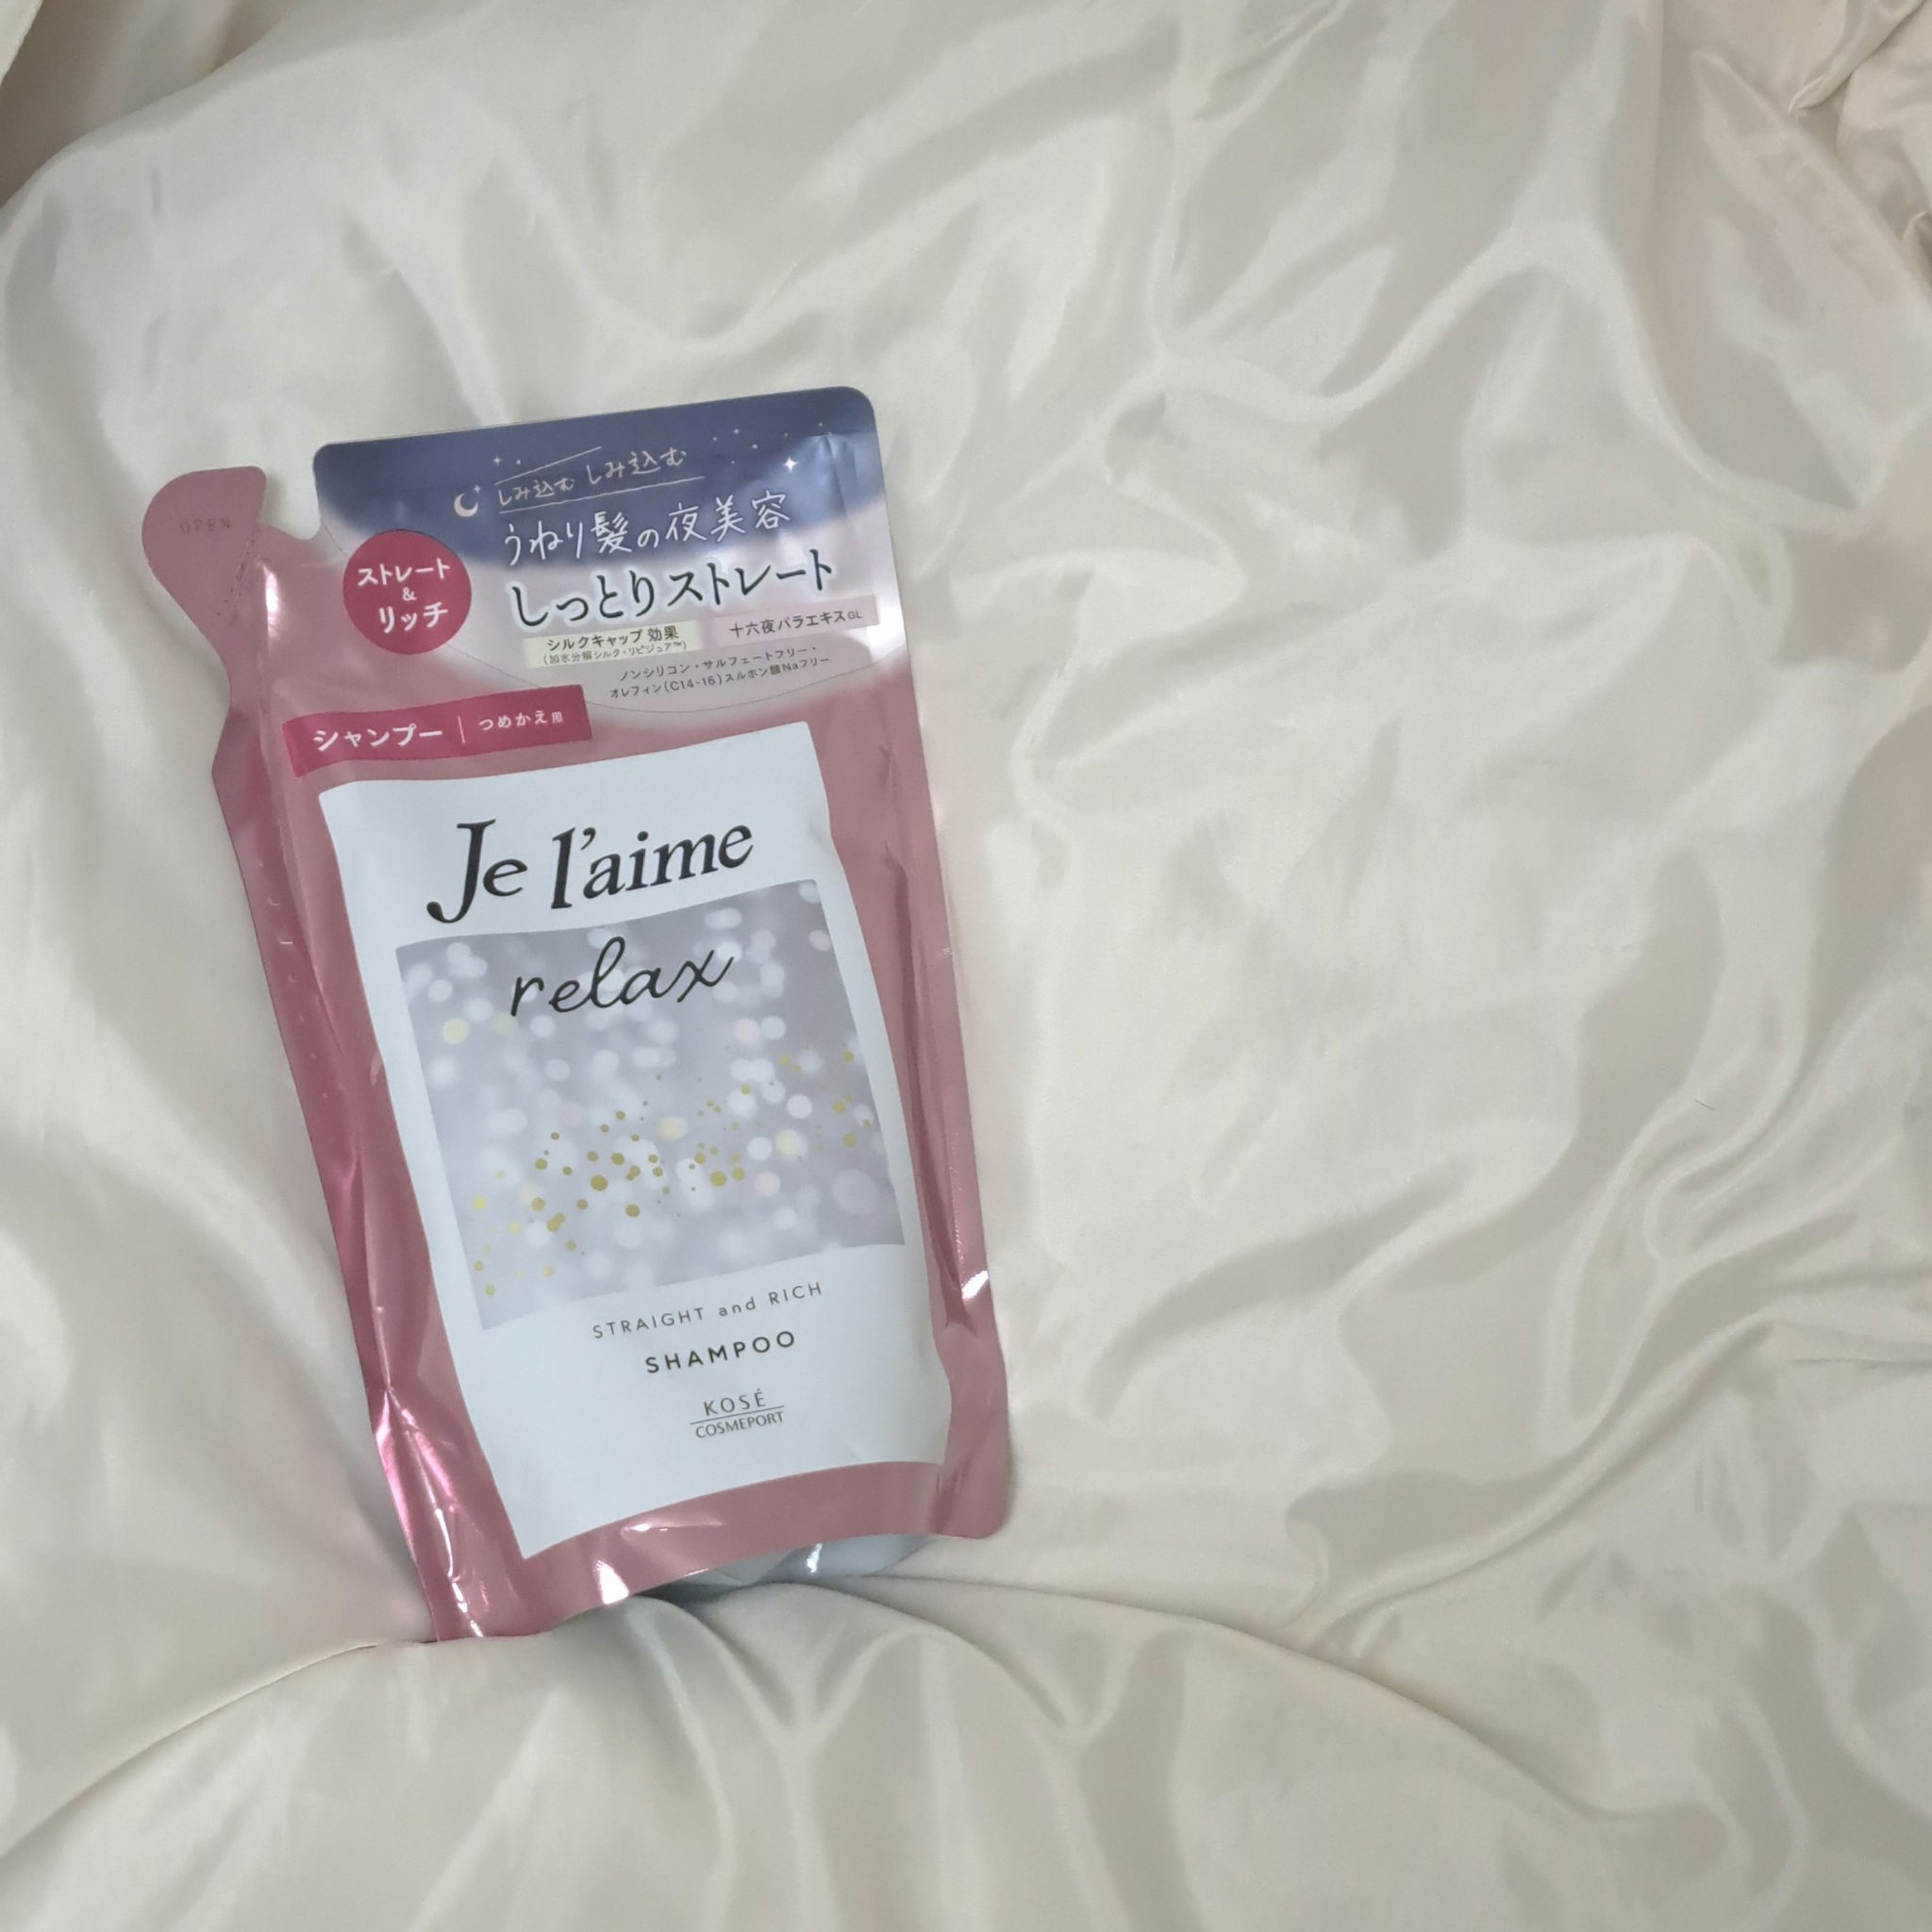 OPEN
しみ込む しみ込む
うねり髪の夜美容
しっとりストレート
ストレート
&
リッチ
シルクキャップ 効果
(加水分解シルク・リピジュア™)
十六夜バラエキスGL
ノンシリコン・サルフェートフリー・
オレフィン(C14-16)スルホン酸Naフリー
シャンプー | つめかえ用
Je l'aime
relax
STRAIGHT and RICH
SHAMPOO
KOSÉ
COSMEPORT